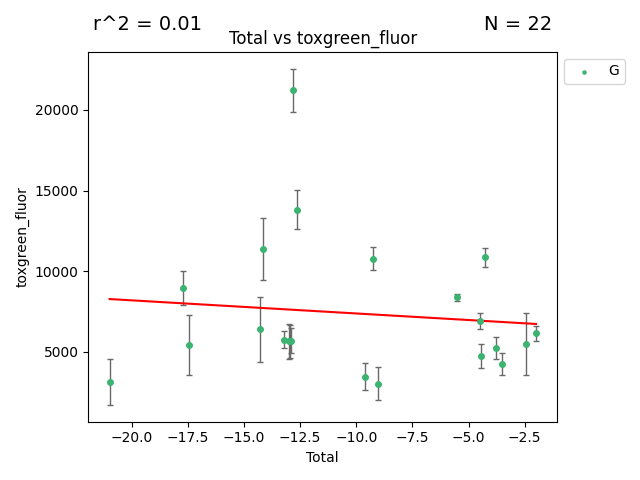 r^2 = 0.01
N = 22
Total vs toxgreen_fluor
G
toxgreen_fluor
20000
15000
10000
5000
−20.0 −17.5 −15.0 −12.5 −10.0 −7.5 −5.0 −2.5
Total